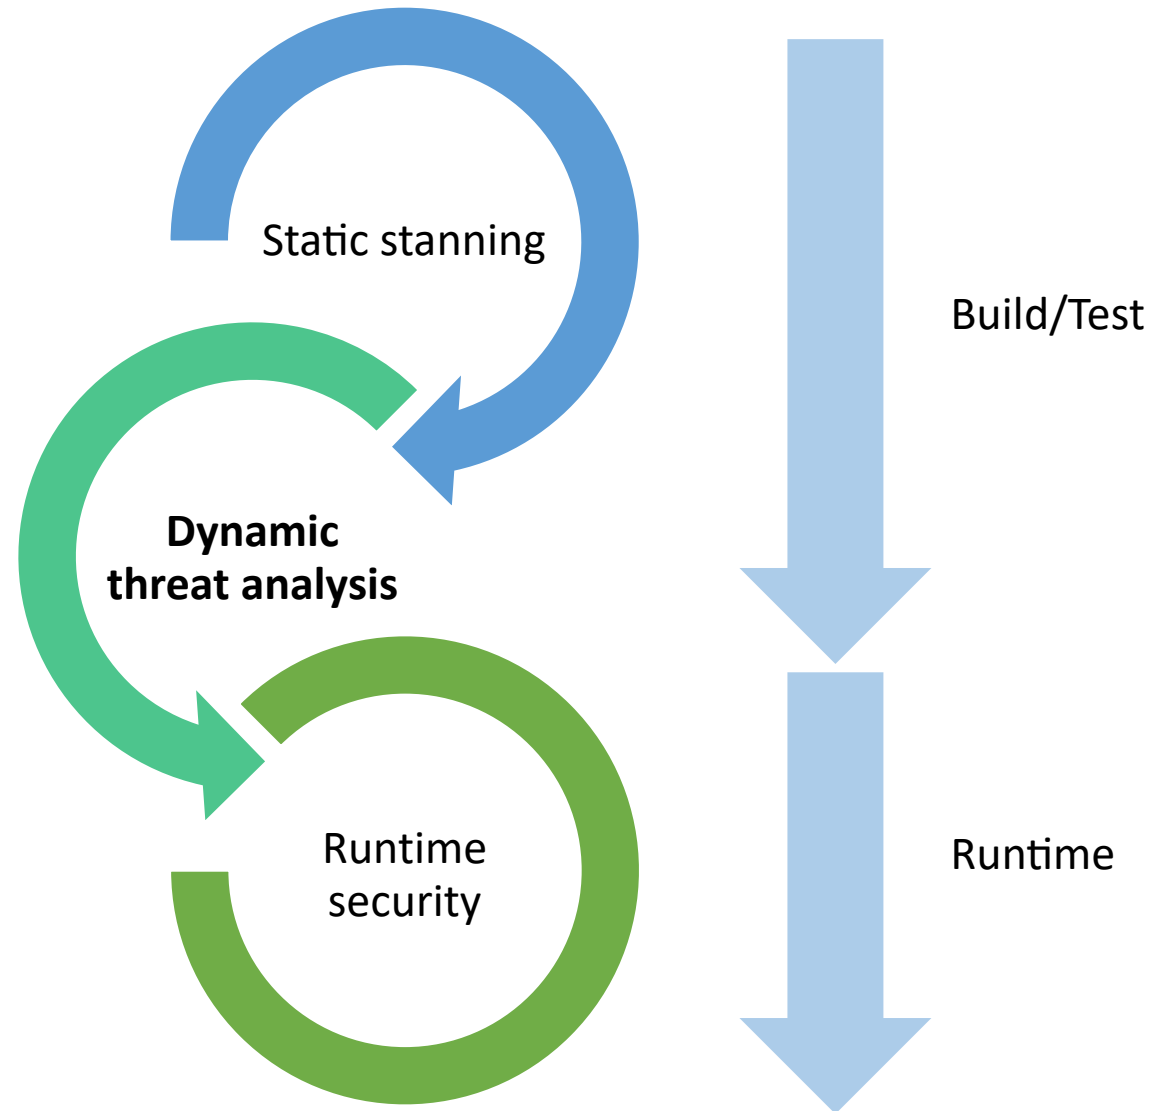 Static stanning
Build/Test
Dynamic
threat analysis
Runtime
security
Runtime